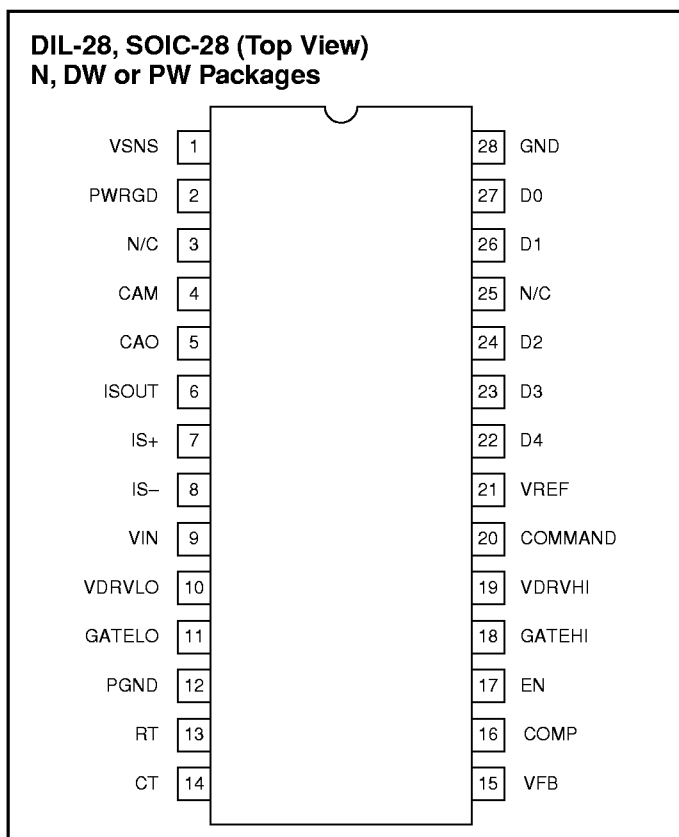 DIL-28, SOIC-28 (Top View)
N, DW or PW Packages
VSNS 1 28 GND
PWRGD 2 27 D0
N/C 3 26 D1
CAM 4 25 N/C
CAO 5 24 D2
ISOUT 6 23 D3
IS+ 7 22 D4
IS– 8 21 VREF
VIN 9 20 COMMAND
VDRVLO 10 19 VDRVHI
GATELO 11 18 GATEHI
PGND 12 17 EN
RT 13 16 COMP
CT 14 15 VFB